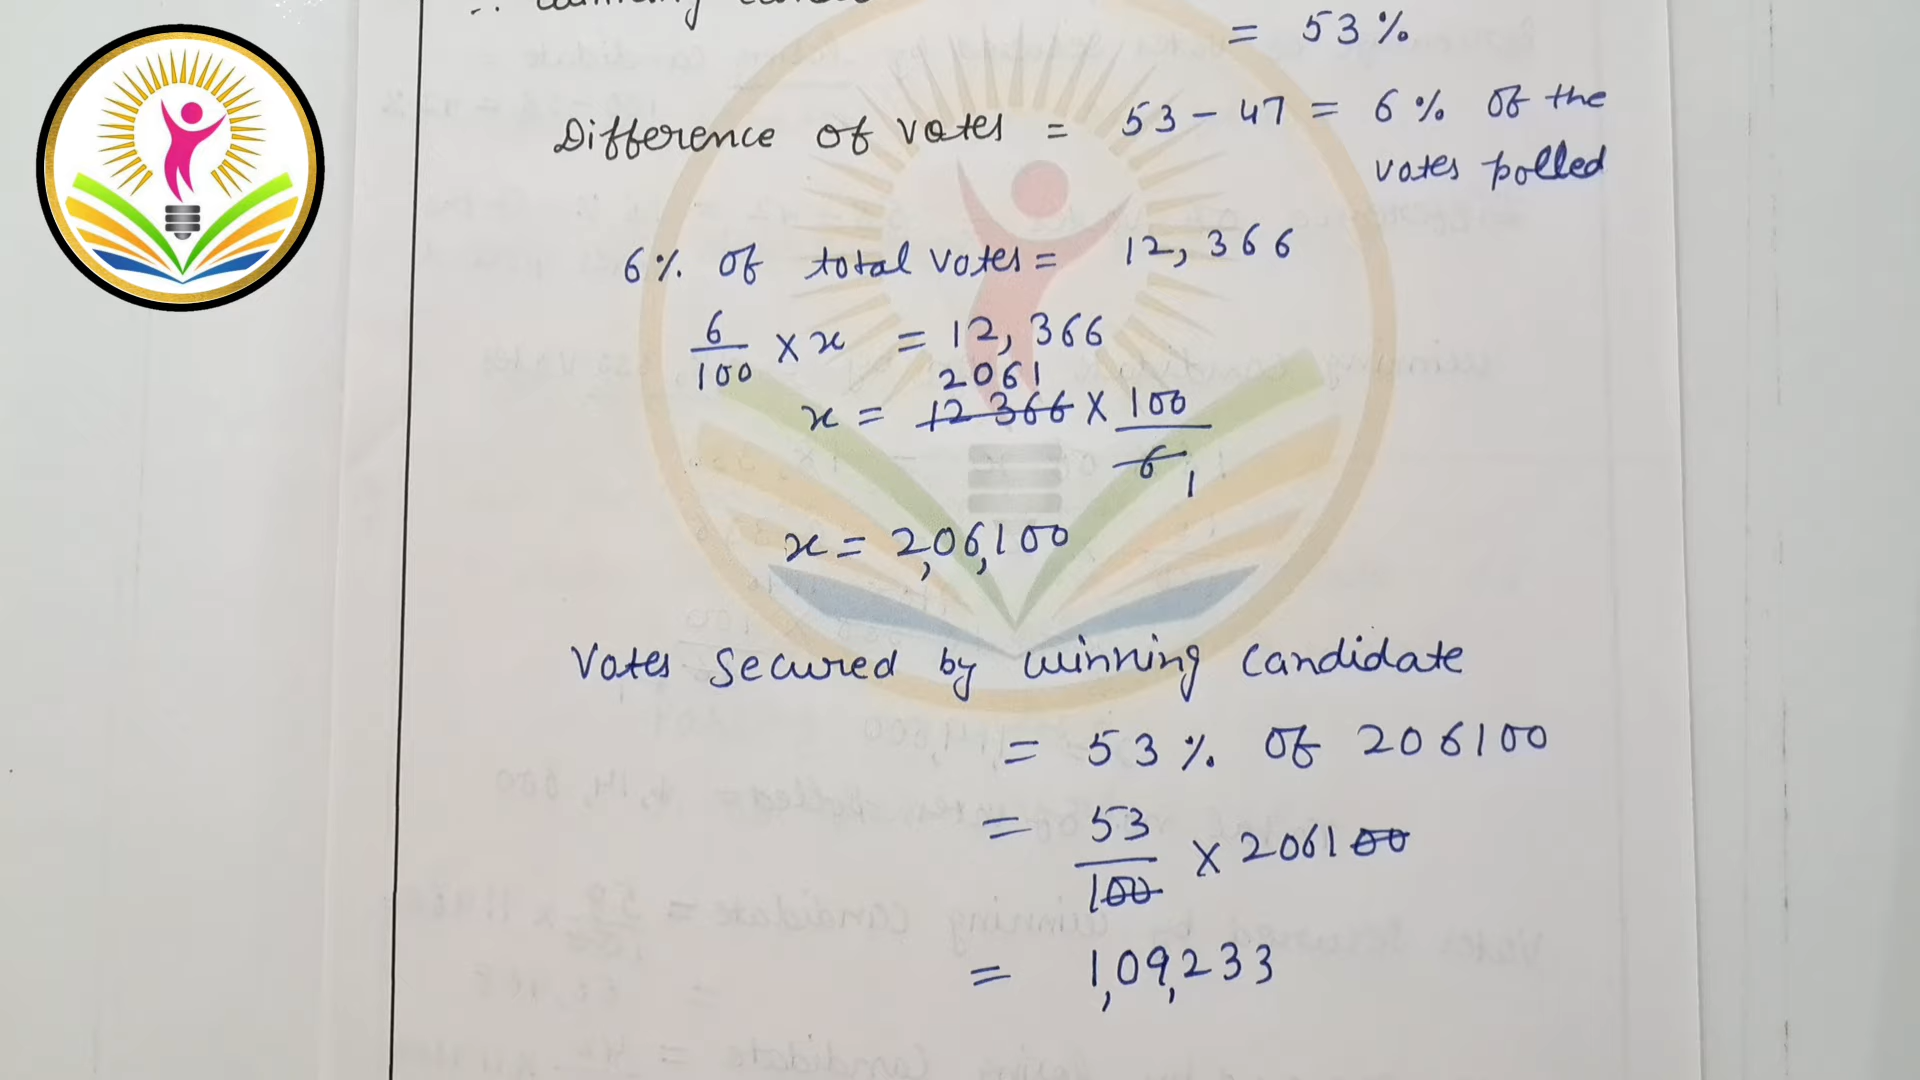 = 53%
Difference of votes = 53 - 47 = 6% of the
votes polled
6% of total votes = 12,366
6/100 × x = 12,366
2061
x = 12 366 × 100/6 1
x = 2,06,100
Votes secured by winning candidate
= 53% of 206100
= 53/100 × 206100
= 1,09,233